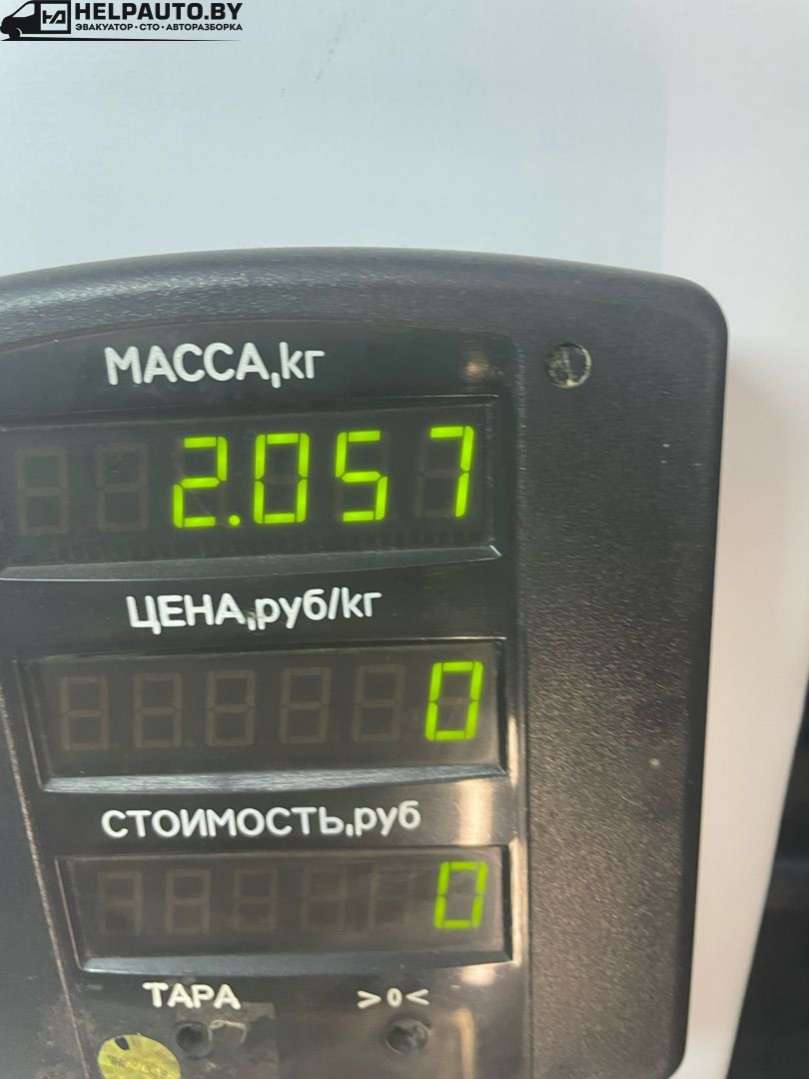 HELPAUTO.BY
ЭВАКУАТОР • СТО • АВТОРАЗБОРКА
МАССА,кг
2.057
ЦЕНА,руб/кг
0
СТОИМОСТЬ,руб
0
ТАРА >0<